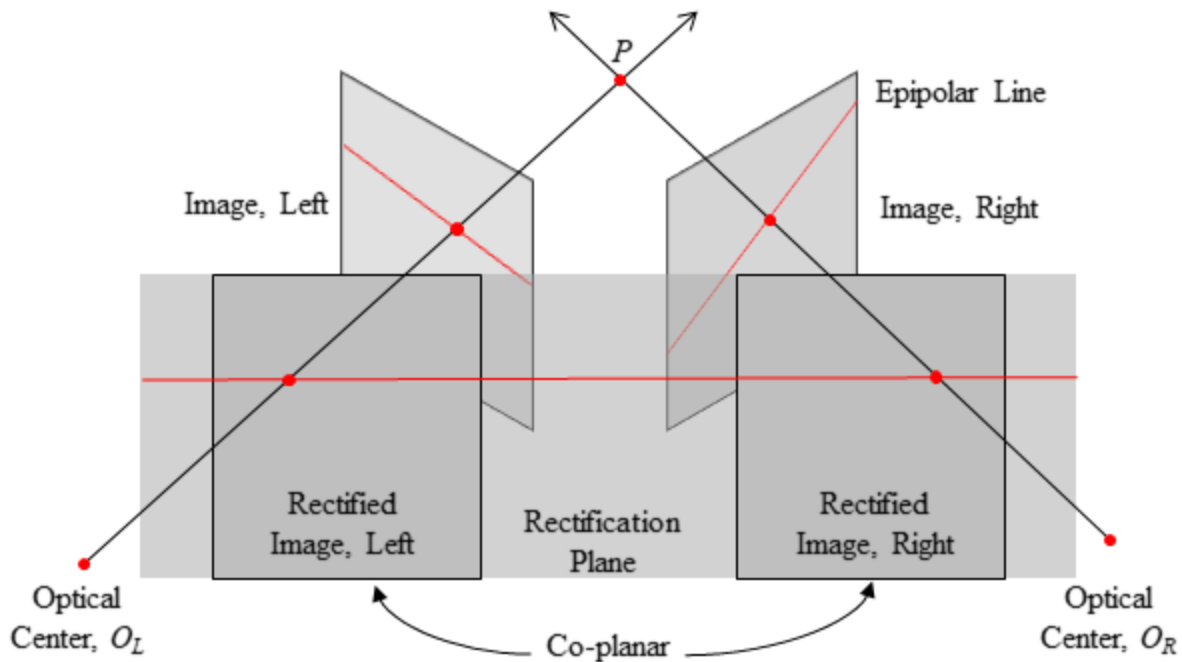 P
Epipolar Line
Image, Left
Image, Right
Rectified
Image, Left
Rectification
Plane
Rectified
Image, Right
Optical
Center, O_L
Co-planar
Optical
Center, O_R